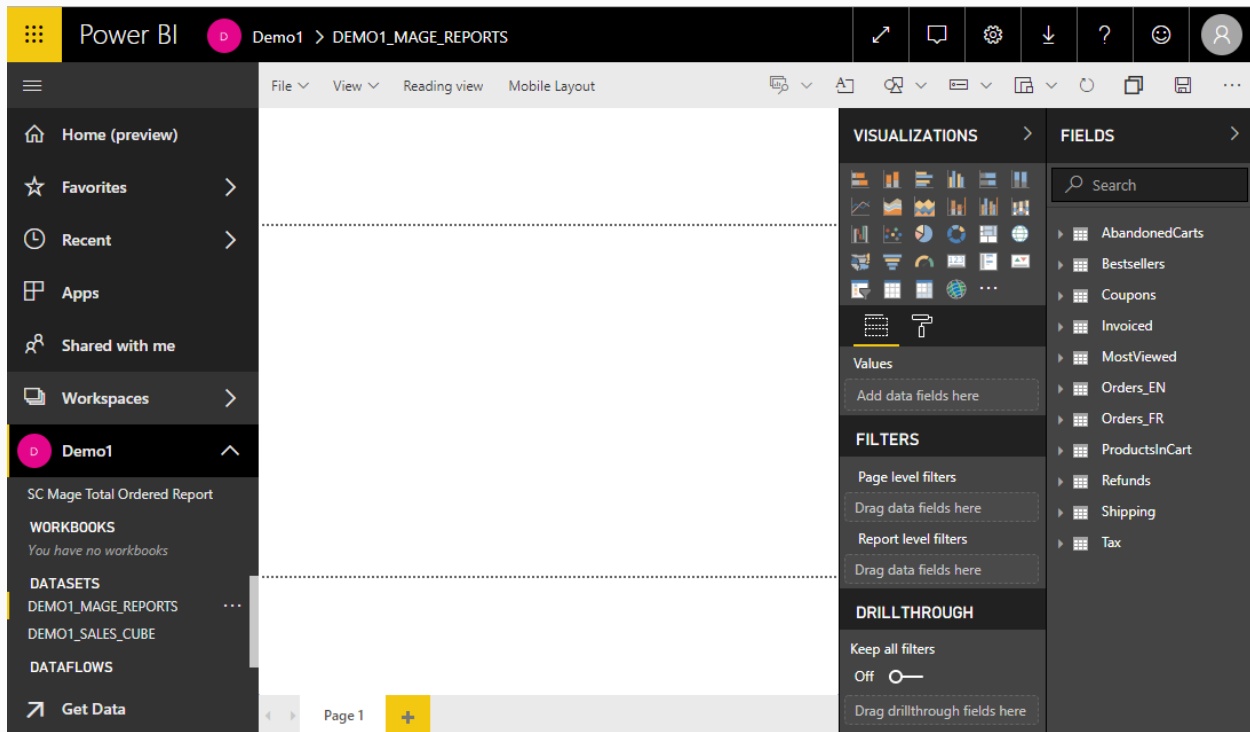 Power BI
D
Demo1 > DEMO1_MAGE_REPORTS
?
File
View
Reading view
Mobile Layout
Home (preview)
Favorites
Recent
Apps
Shared with me
Workspaces
D
Demo1
SC Mage Total Ordered Report
WORKBOOKS
You have no workbooks
DATASETS
DEMO1_MAGE_REPORTS
DEMO1_SALES_CUBE
DATAFLOWS
Get Data
Page 1
+
VISUALIZATIONS
Values
Add data fields here
FILTERS
Page level filters
Drag data fields here
Report level filters
Drag data fields here
DRILLTHROUGH
Keep all filters
Off
Drag drillthrough fields here
FIELDS
Search
AbandonedCarts
Bestsellers
Coupons
Invoiced
MostViewed
Orders_EN
Orders_FR
ProductsInCart
Refunds
Shipping
Tax